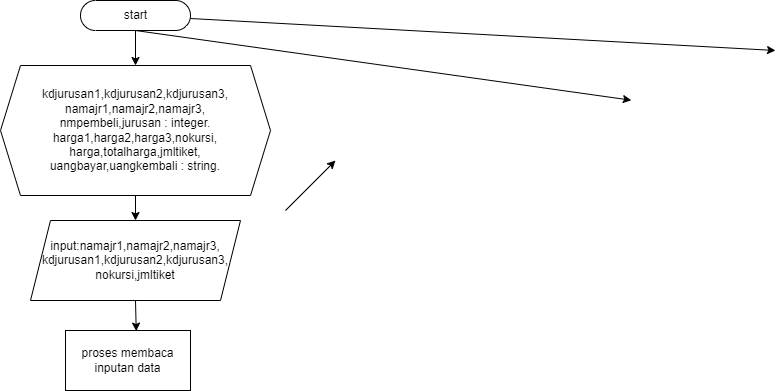 start
kdjurusan1,kdjurusan2,kdjurusan3,
namajr1,namajr2,namajr3,
nmpembeli,jurusan : integer.
harga1,harga2,harga3,nokursi,
harga,totalharga,jmltiket,
uangbayar,uangkembali : string.
input:namajr1,namajr2,namajr3,
kdjurusan1,kdjurusan2,kdjurusan3,
nokursi,jmltiket
proses membaca
inputan data